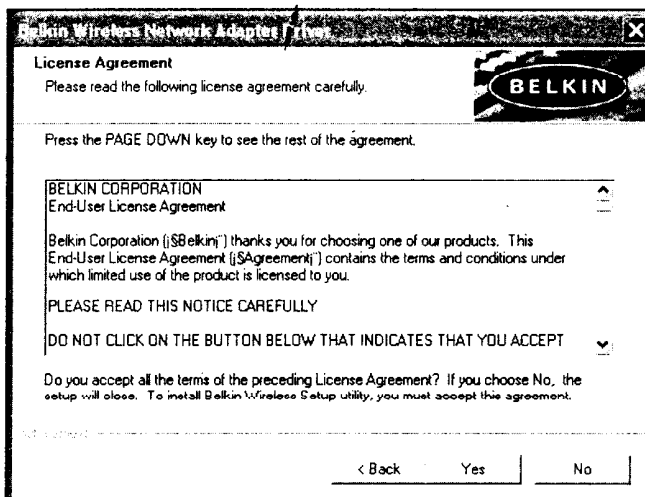 Belkin Wireless Network Adapter
License Agreement
Please read the following license agreement carefully.
BELKIN
Press the PAGE DOWN key to see the rest of the agreement.
BELKIN CORPORATION
End-User License Agreement
Belkin Corporation (¡§Belkin¡¨) thanks you for choosing one of our products. This
End-User License Agreement (¡§Agreement¡¨) contains the terms and conditions under
which limited use of the product is licensed to you.
PLEASE READ THIS NOTICE CAREFULLY
DO NOT CLICK ON THE BUTTON BELOW THAT INDICATES THAT YOU ACCEPT
Do you accept all the terms of the preceding License Agreement? If you choose No, the
setup will close. To install Belkin Wireless Setup utility, you must accept this agreement.
< Back Yes No